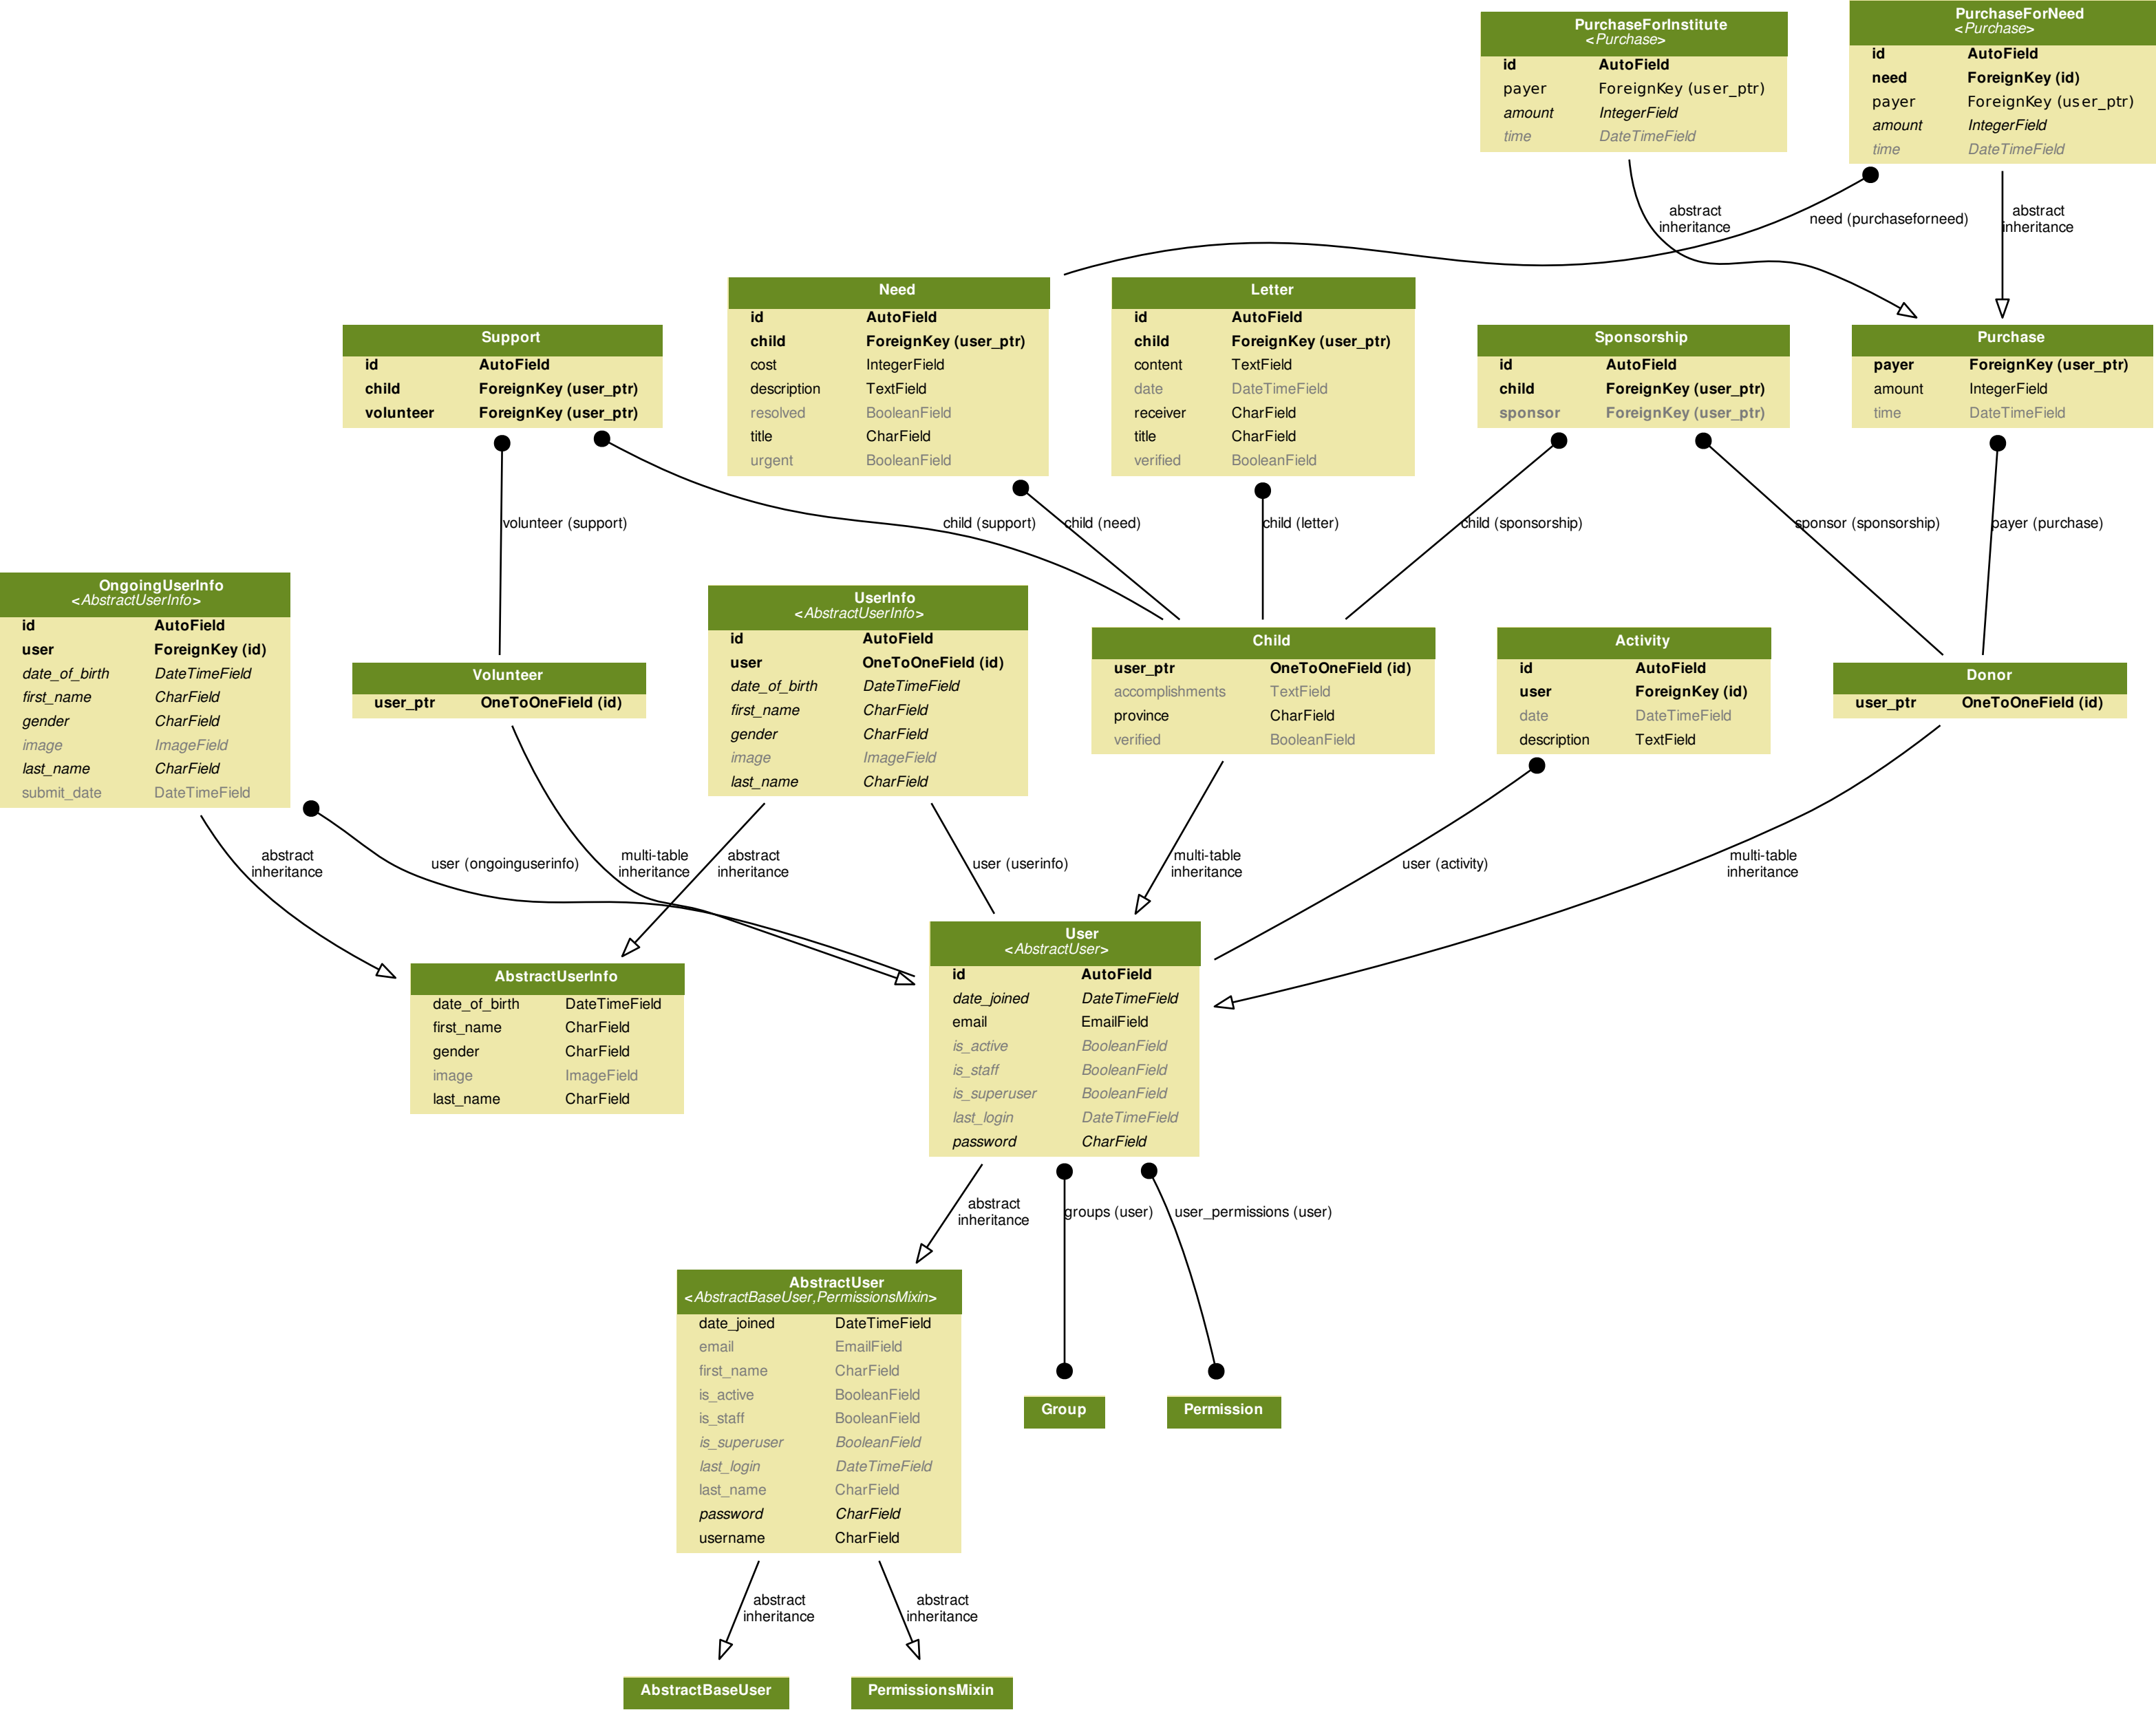 PurchaseForInstitute
<Purchase>
id AutoField
payer ForeignKey (user_ptr)
amount IntegerField
time DateTimeField
PurchaseForNeed
<Purchase>
id AutoField
need ForeignKey (id)
payer ForeignKey (user_ptr)
amount IntegerField
time DateTimeField
abstract
inheritance
need (purchaseforneed)
abstract
inheritance
Support
id AutoField
child ForeignKey (user_ptr)
volunteer ForeignKey (user_ptr)
Need
id AutoField
child ForeignKey (user_ptr)
cost IntegerField
description TextField
resolved BooleanField
title CharField
urgent BooleanField
Letter
id AutoField
child ForeignKey (user_ptr)
content TextField
date DateTimeField
receiver CharField
title CharField
verified BooleanField
Sponsorship
id AutoField
child ForeignKey (user_ptr)
sponsor ForeignKey (user_ptr)
Purchase
payer ForeignKey (user_ptr)
amount IntegerField
time DateTimeField
volunteer (support)
child (support)
child (need)
child (letter)
child (sponsorship)
sponsor (sponsorship)
payer (purchase)
OngoingUserInfo
<AbstractUserInfo>
id AutoField
user ForeignKey (id)
date_of_birth DateTimeField
first_name CharField
gender CharField
image ImageField
last_name CharField
submit_date DateTimeField
Volunteer
user_ptr OneToOneField (id)
UserInfo
<AbstractUserInfo>
id AutoField
user OneToOneField (id)
date_of_birth DateTimeField
first_name CharField
gender CharField
image ImageField
last_name CharField
Child
user_ptr OneToOneField (id)
accomplishments TextField
province CharField
verified BooleanField
Activity
id AutoField
user ForeignKey (id)
date DateTimeField
description TextField
Donor
user_ptr OneToOneField (id)
abstract
inheritance
user (ongoinguserinfo)
multi-table
inheritance
abstract
inheritance
user (userinfo)
multi-table
inheritance
user (activity)
multi-table
inheritance
AbstractUserInfo
date_of_birth DateTimeField
first_name CharField
gender CharField
image ImageField
last_name CharField
User
<AbstractUser>
id AutoField
date_joined DateTimeField
email EmailField
is_active BooleanField
is_staff BooleanField
is_superuser BooleanField
last_login DateTimeField
password CharField
abstract
inheritance
groups (user)
user_permissions (user)
AbstractUser
<AbstractBaseUser,PermissionsMixin>
date_joined DateTimeField
email EmailField
first_name CharField
is_active BooleanField
is_staff BooleanField
is_superuser BooleanField
last_login DateTimeField
last_name CharField
password CharField
username CharField
Group
Permission
abstract
inheritance
abstract
inheritance
AbstractBaseUser
PermissionsMixin